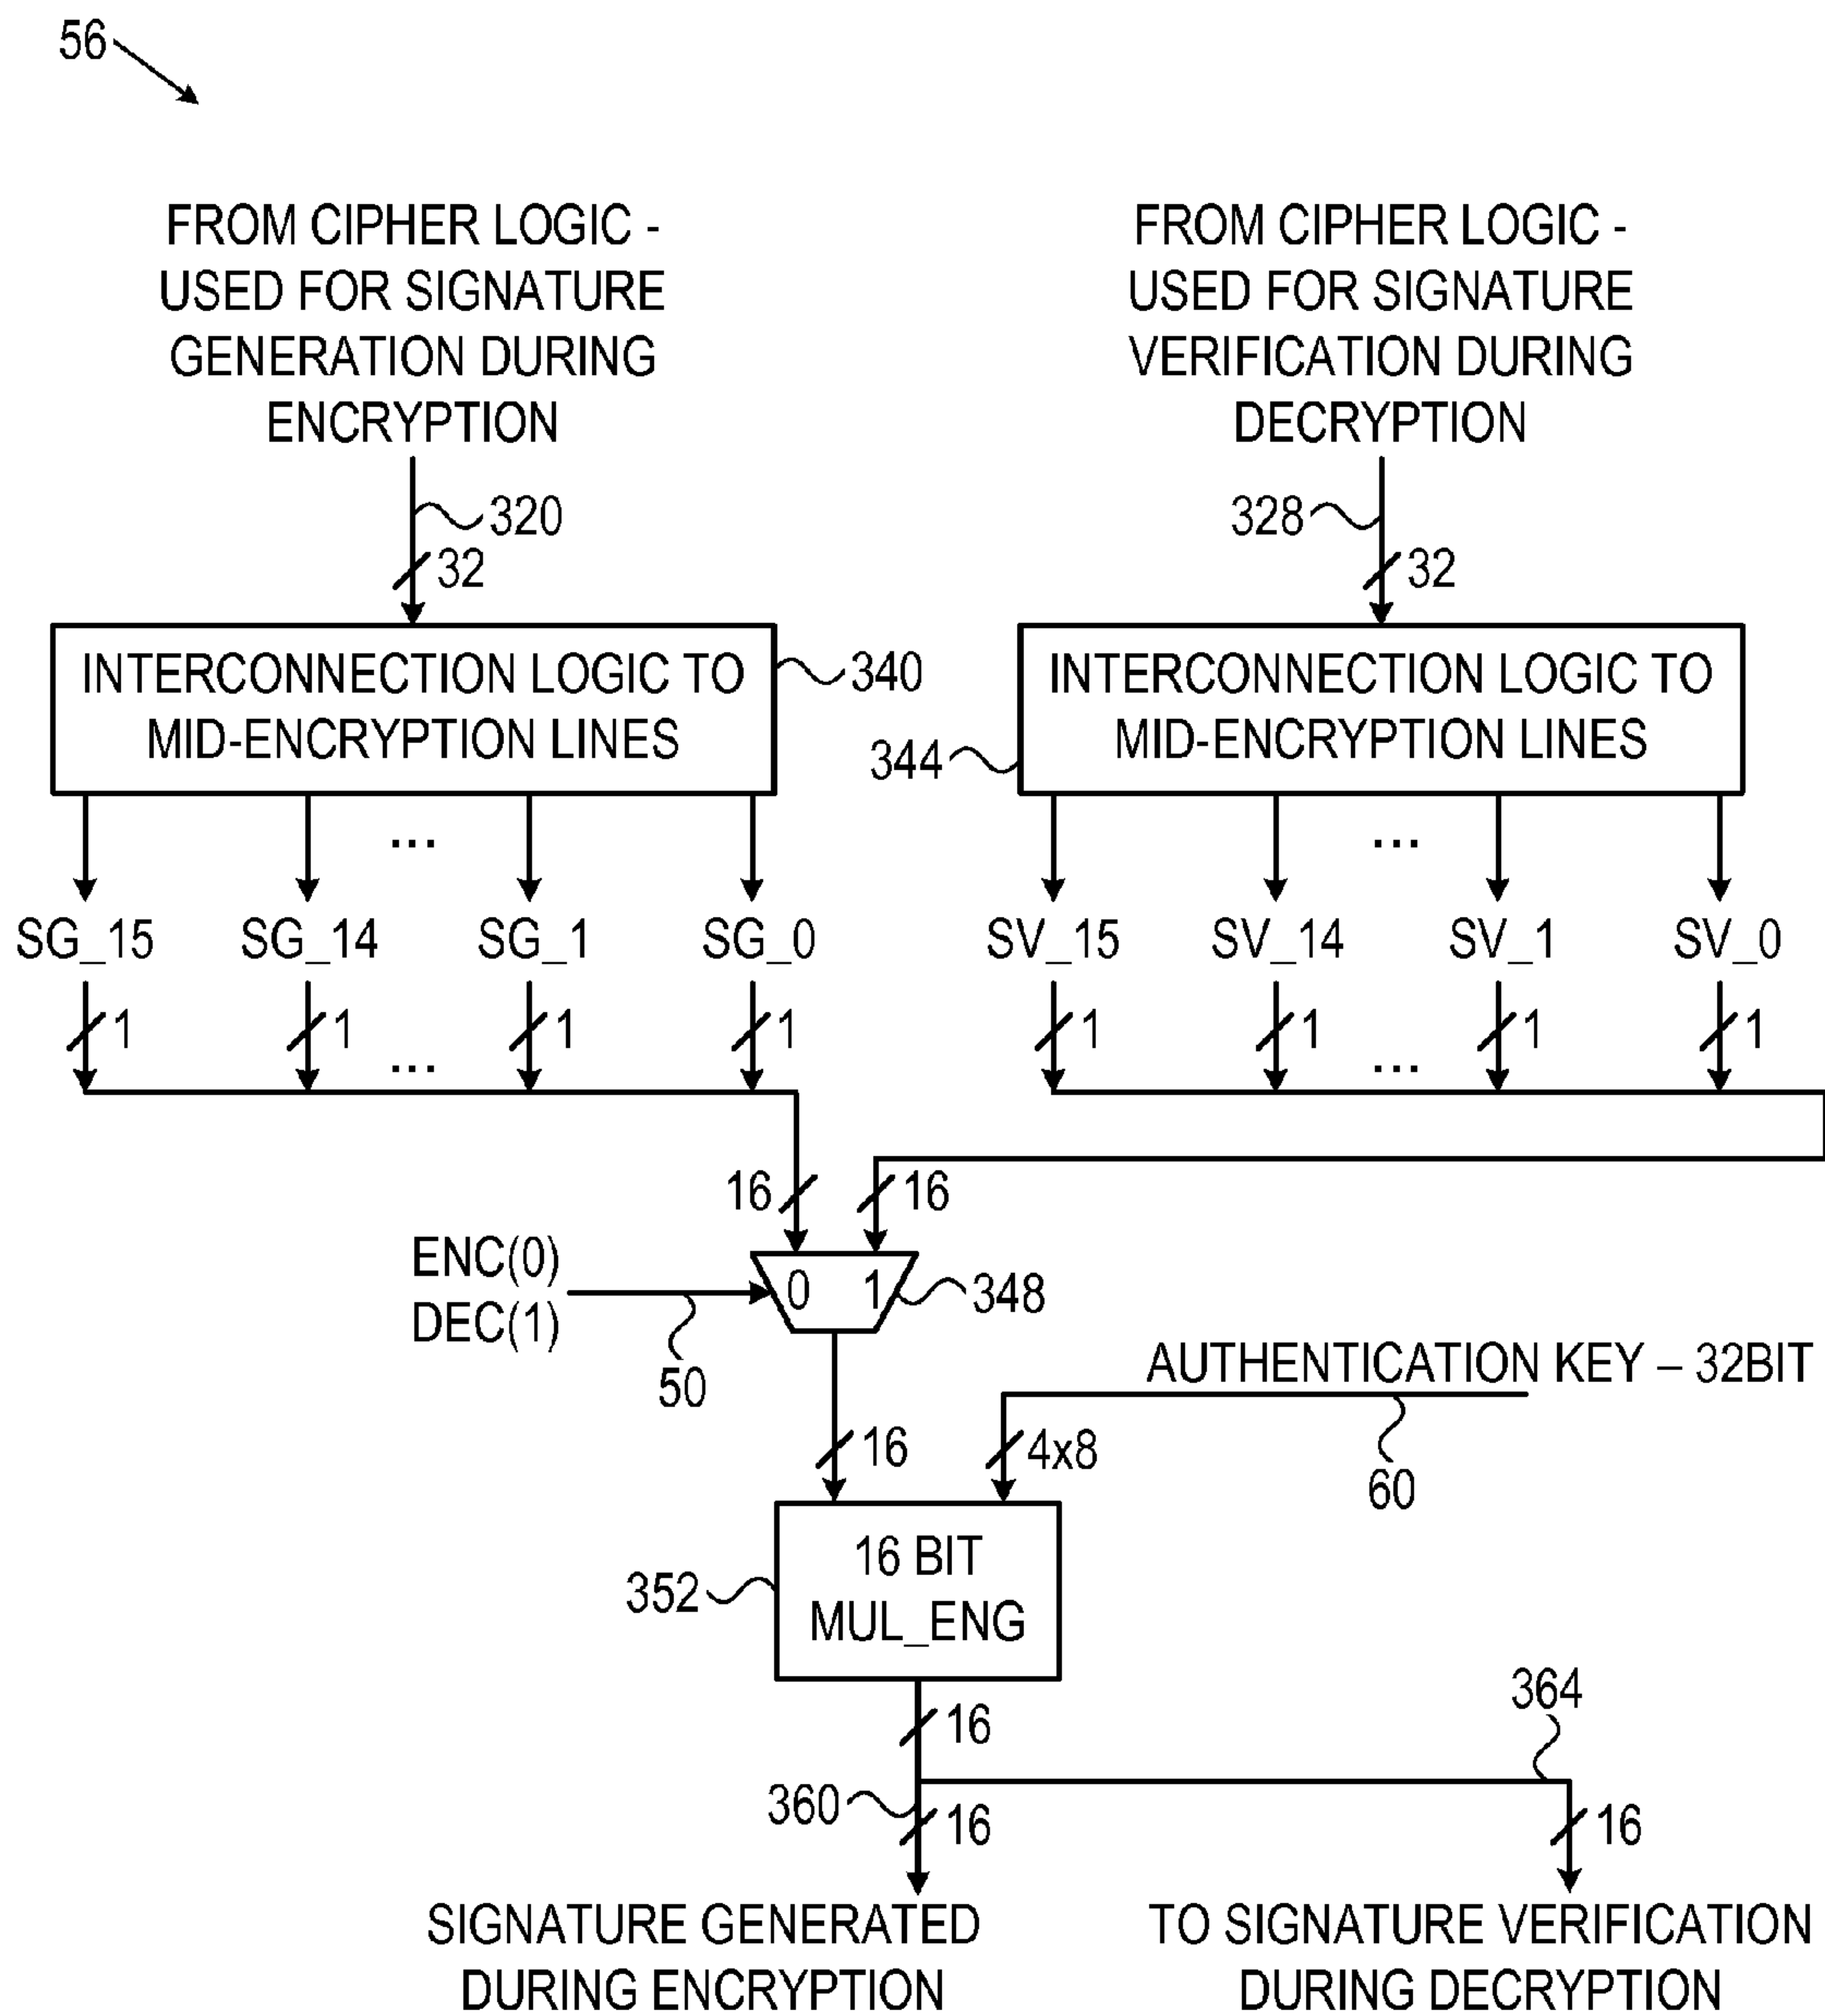 56
FROM CIPHER LOGIC -
USED FOR SIGNATURE
GENERATION DURING
ENCRYPTION
FROM CIPHER LOGIC -
USED FOR SIGNATURE
VERIFICATION DURING
DECRYPTION
320
32
328
32
INTERCONNECTION LOGIC TO
MID-ENCRYPTION LINES
340
INTERCONNECTION LOGIC TO
MID-ENCRYPTION LINES
344
...
...
SG_15 SG_14 SG_1 SG_0
SV_15 SV_14 SV_1 SV_0
1 1 1 1
1 1 1 1
...
...
16 16
ENC(0)
DEC(1)
0 1
348
50
AUTHENTICATION KEY – 32BIT
16
4x8
60
16 BIT
MUL_ENG
352
16
364
360
16
16
SIGNATURE GENERATED
DURING ENCRYPTION
TO SIGNATURE VERIFICATION
DURING DECRYPTION